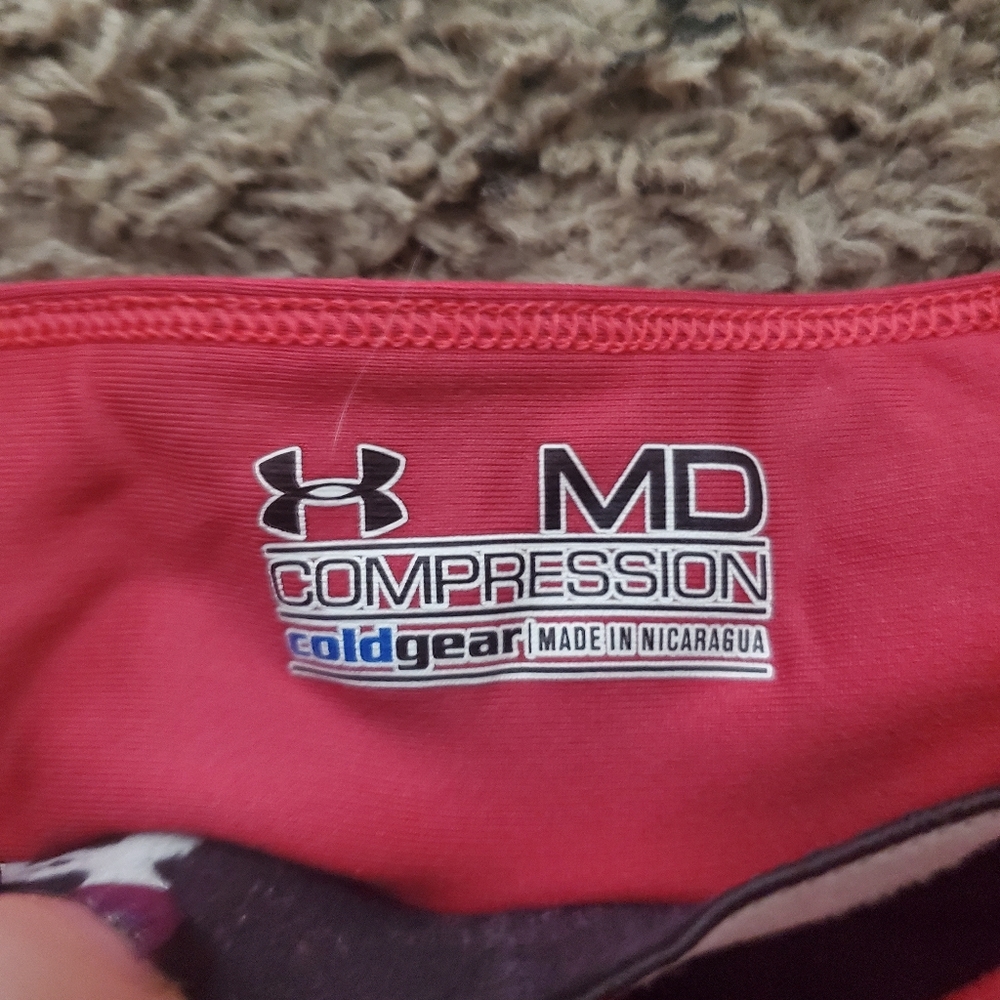 MD
COMPRESSION
coldgear | MADE IN NICARAGUA